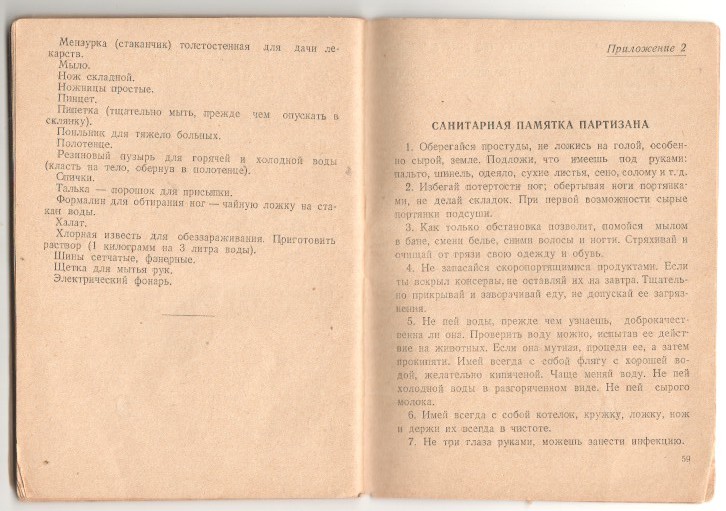 Мензурка (стаканчик) толстостенная для дачи ле-
карств.
Мыло.
Нож складной.
Ножницы простые.
Пинцет.
Пипетка (тщательно мыть, прежде чем опускать в
склянку).
Поильник для тяжело больных.
Полотенце.
Резиновый пузырь для горячей и холодной воды
(класть на тело, обернув в полотенце).
Спички.
Тальк — порошок для присыпки.
Формалин для обтирания ног — чайную ложку на ста-
кан воды.
Халат.
Хлорная известь для обеззараживания. Приготовить
раствор (1 килограмм на 3 литра воды).
Шины сетчатые, фанерные.
Щетка для мытья рук.
Электрический фонарь.
Приложение 2
САНИТАРНАЯ ПАМЯТКА ПАРТИЗАНА
1. Оберегайся простуды, не ложись на голой, особен-
но сырой, земле. Подложи, что имеешь под руками:
пальто, шинель, одеяло, сухие листья, сено, солому и т. д.
2. Избегай потертости ног; обертывая ноги портянка-
ми, не делай складок. При первой возможности сырые
портянки подсуши.
3. Как только обстановка позволит, помойся мылом
в бане, смени белье, сними волосы и ногти. Стряхивай и
очищай от грязи свою одежду и обувь.
4. Не запасайся скоропортящимися продуктами. Если
ты вскрыл консервы, не оставляй их на завтра. Тщатель-
но прикрывай и заворачивай еду, не допускай ее загряз-
нения.
5. Не пей воды, прежде чем узнаешь, доброкачест-
венна ли она. Проверить воду можно, испытав ее дейст-
вие на животных. Если она мутная, процеди ее, а затем
прокипяти. Имей всегда с собой флягу с хорошей во-
дой, желательно кипяченой. Чаще меняй воду. Не пей
холодной воды в разгоряченном виде. Не пей сырого
молока.
6. Имей всегда с собой котелок, кружку, ложку, нож
и держи их всегда в чистоте.
7. Не три глаза руками, можешь занести инфекцию.
59